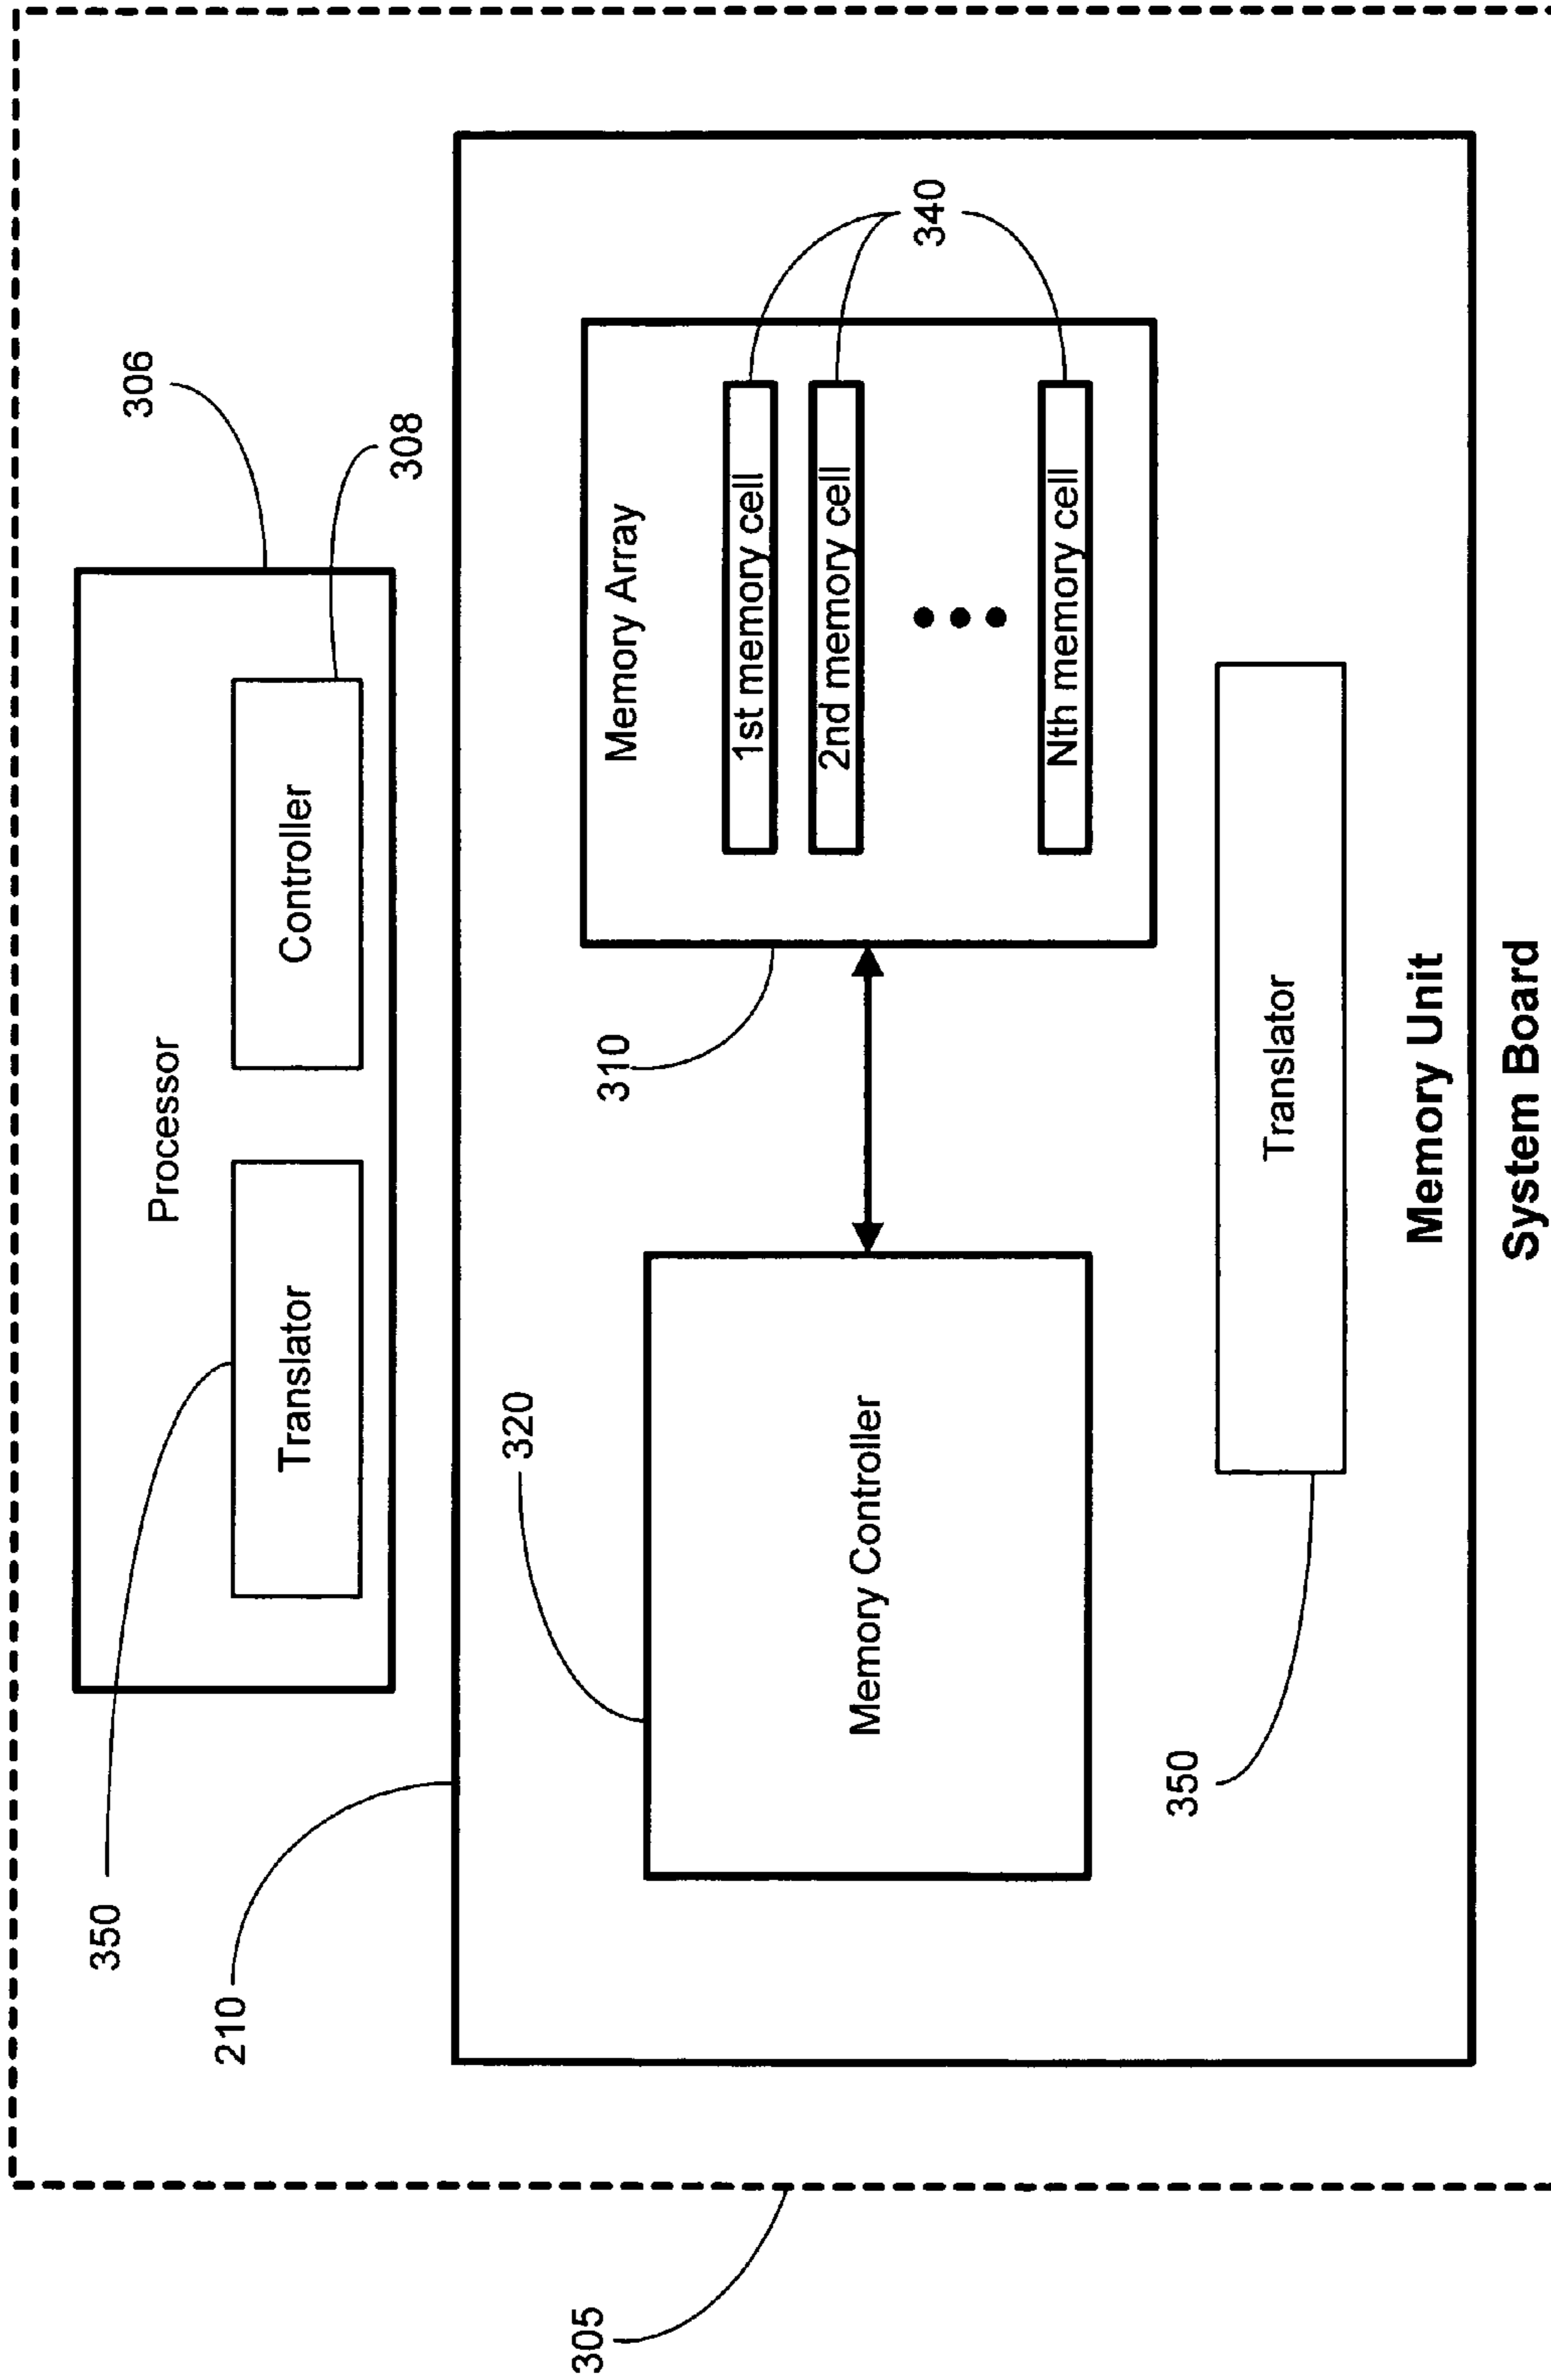 306
Processor
350
Translator
Controller
308
210
320
Memory Controller
310
Memory Array
1st memory cell
2nd memory cell
Nth memory cell
340
350
Translator
Memory Unit
System Board
305